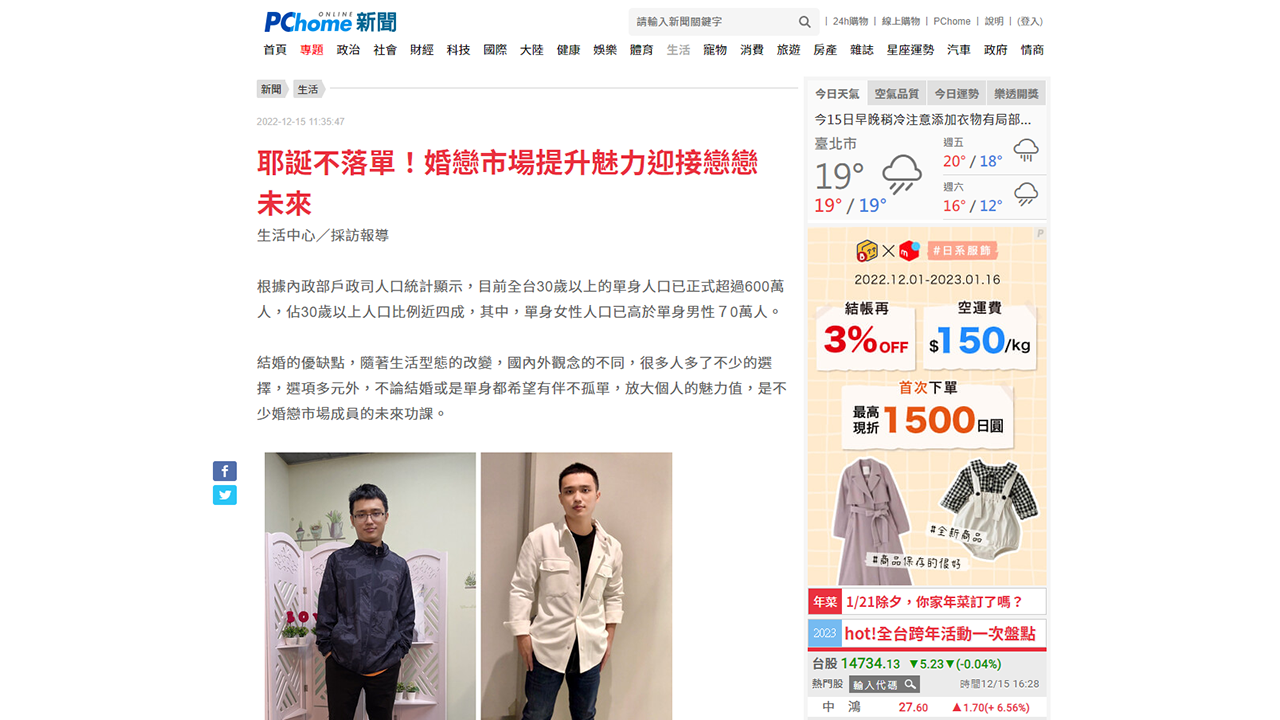 PChome ONLINE 新聞
請輸入新聞關鍵字
| 24h購物 | 線上購物 | PChome | 說明 | (登入)
首頁 專題 政治 社會 財經 科技 國際 大陸 健康 娛樂 體育 生活 寵物 消費 旅遊 房產 雜誌 星座運勢 汽車 政府 情商
新聞 生活
2022-12-15 11:35:47
耶誕不落單！婚戀市場提升魅力迎接戀戀
未來
生活中心／採訪報導
根據內政部戶政司人口統計顯示，目前全台30歲以上的單身人口已正式超過600萬
人，佔30歲以上人口比例近四成，其中，單身女性人口已高於單身男性７0萬人。
結婚的優缺點，隨著生活型態的改變，國內外觀念的不同，很多人多了不少的選
擇，選項多元外，不論結婚或是單身都希望有伴不孤單，放大個人的魅力值，是不
少婚戀市場成員的未來功課。
今日天氣 空氣品質 今日運勢 樂透開獎
今15日早晚稍冷注意添加衣物有局部...
臺北市
19°
19° / 19°
週五
20° / 18°
週六
16° / 12°
#日系服飾
2022.12.01-2023.01.16
結帳再
3%OFF
空運費
$150/kg
首次下單
最高
現折
1500日圓
#全新商品
#商品保存的很好
年菜 1/21除夕，你家年菜訂了嗎？
2023 hot!全台跨年活動一次盤點
台股 14734.13 ▼5.23▼(-0.04%)
熱門股 輸入代碼 時間12/15 16:28
中鴻 27.60 ▲1.70(+ 6.56%)